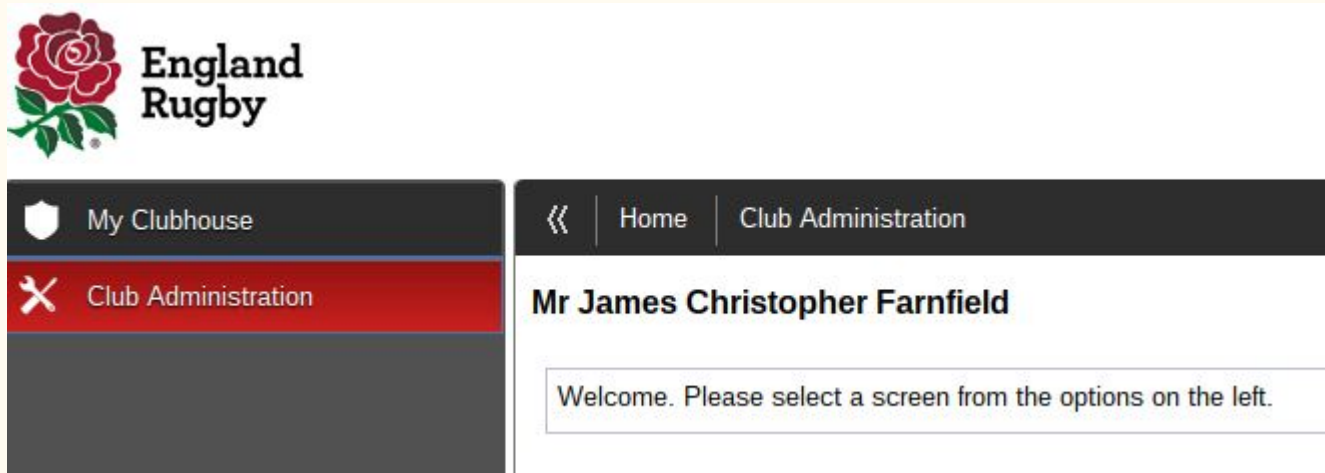 England
Rugby
My Clubhouse
Home
Club Administration
Club Administration
Mr James Christopher Farnfield
Welcome. Please select a screen from the options on the left.